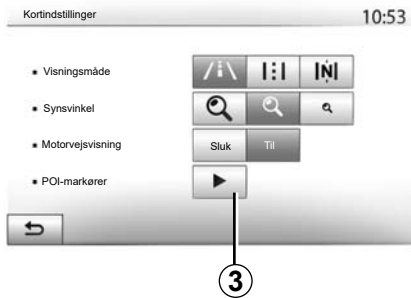 Kortindstillinger 10:53
Visningsmåde N
Synsvinkel
Motorvejsvisning Sluk Til
POI-markører
3